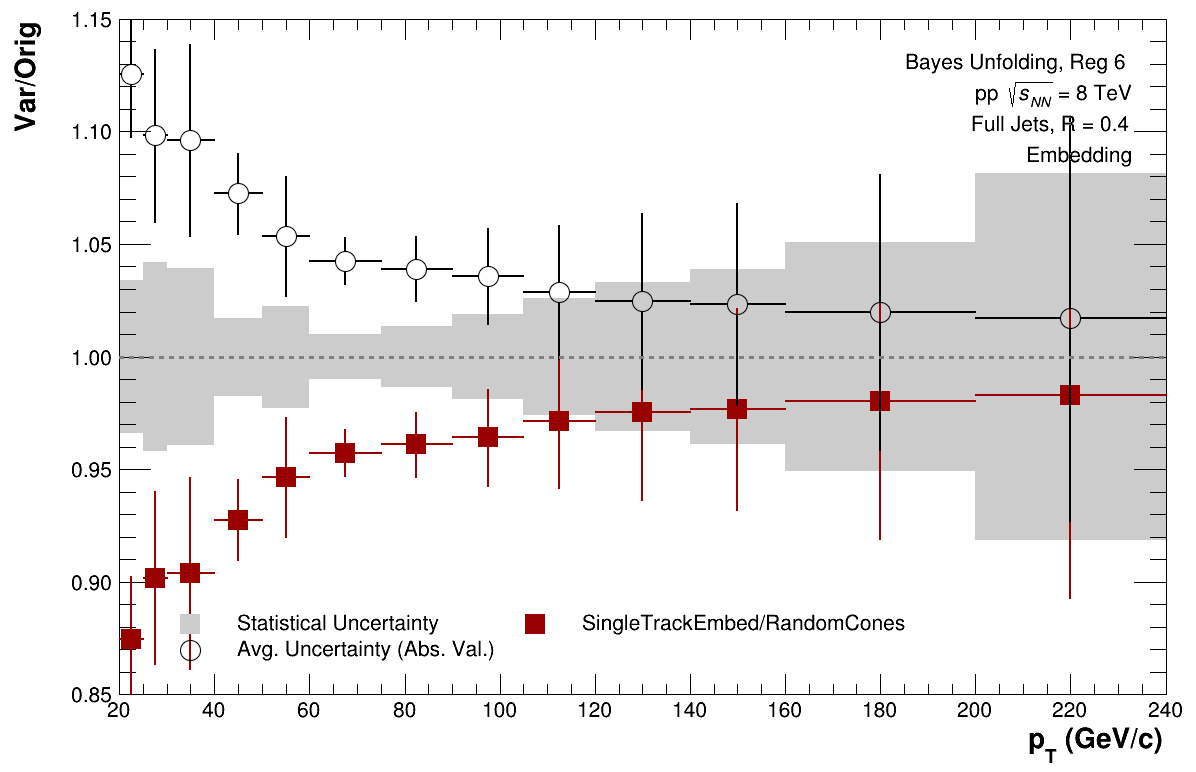 Var/Orig
1.15
1.10
1.05
1.00
0.95
0.90
0.85
Bayes Unfolding, Reg 6
pp √s_NN = 8 TeV
Full Jets, R = 0.4
Embedding
Statistical Uncertainty
SingleTrackEmbed/RandomCones
Avg. Uncertainty (Abs. Val.)
20 40 60 80 100 120 140 160 180 200 220 240
p_T (GeV/c)